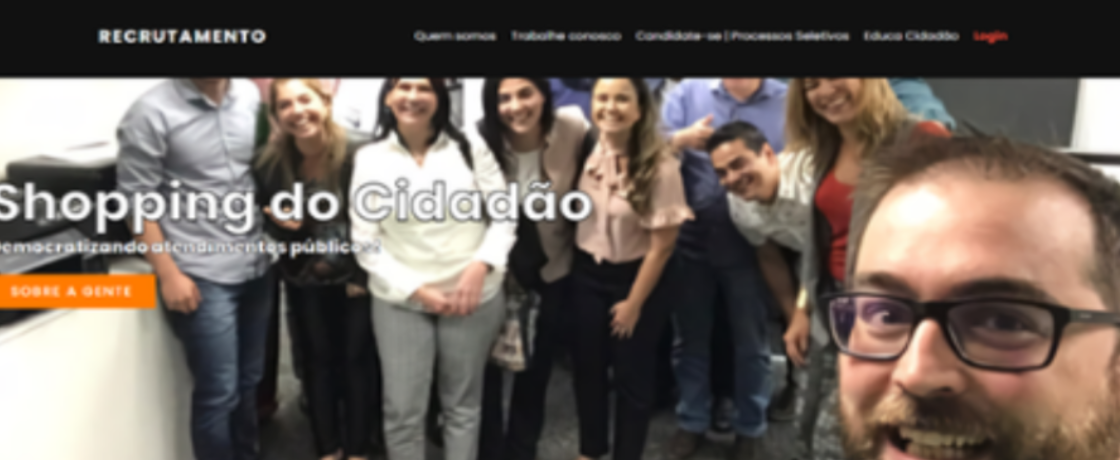 RECRUTAMENTO
Quem somos Trabalhe conosco Candidate-se | Processos Seletivos Educa Cidadão Login
Shopping do Cidadão
Democratizando atendimentos públicos
SOBRE A GENTE